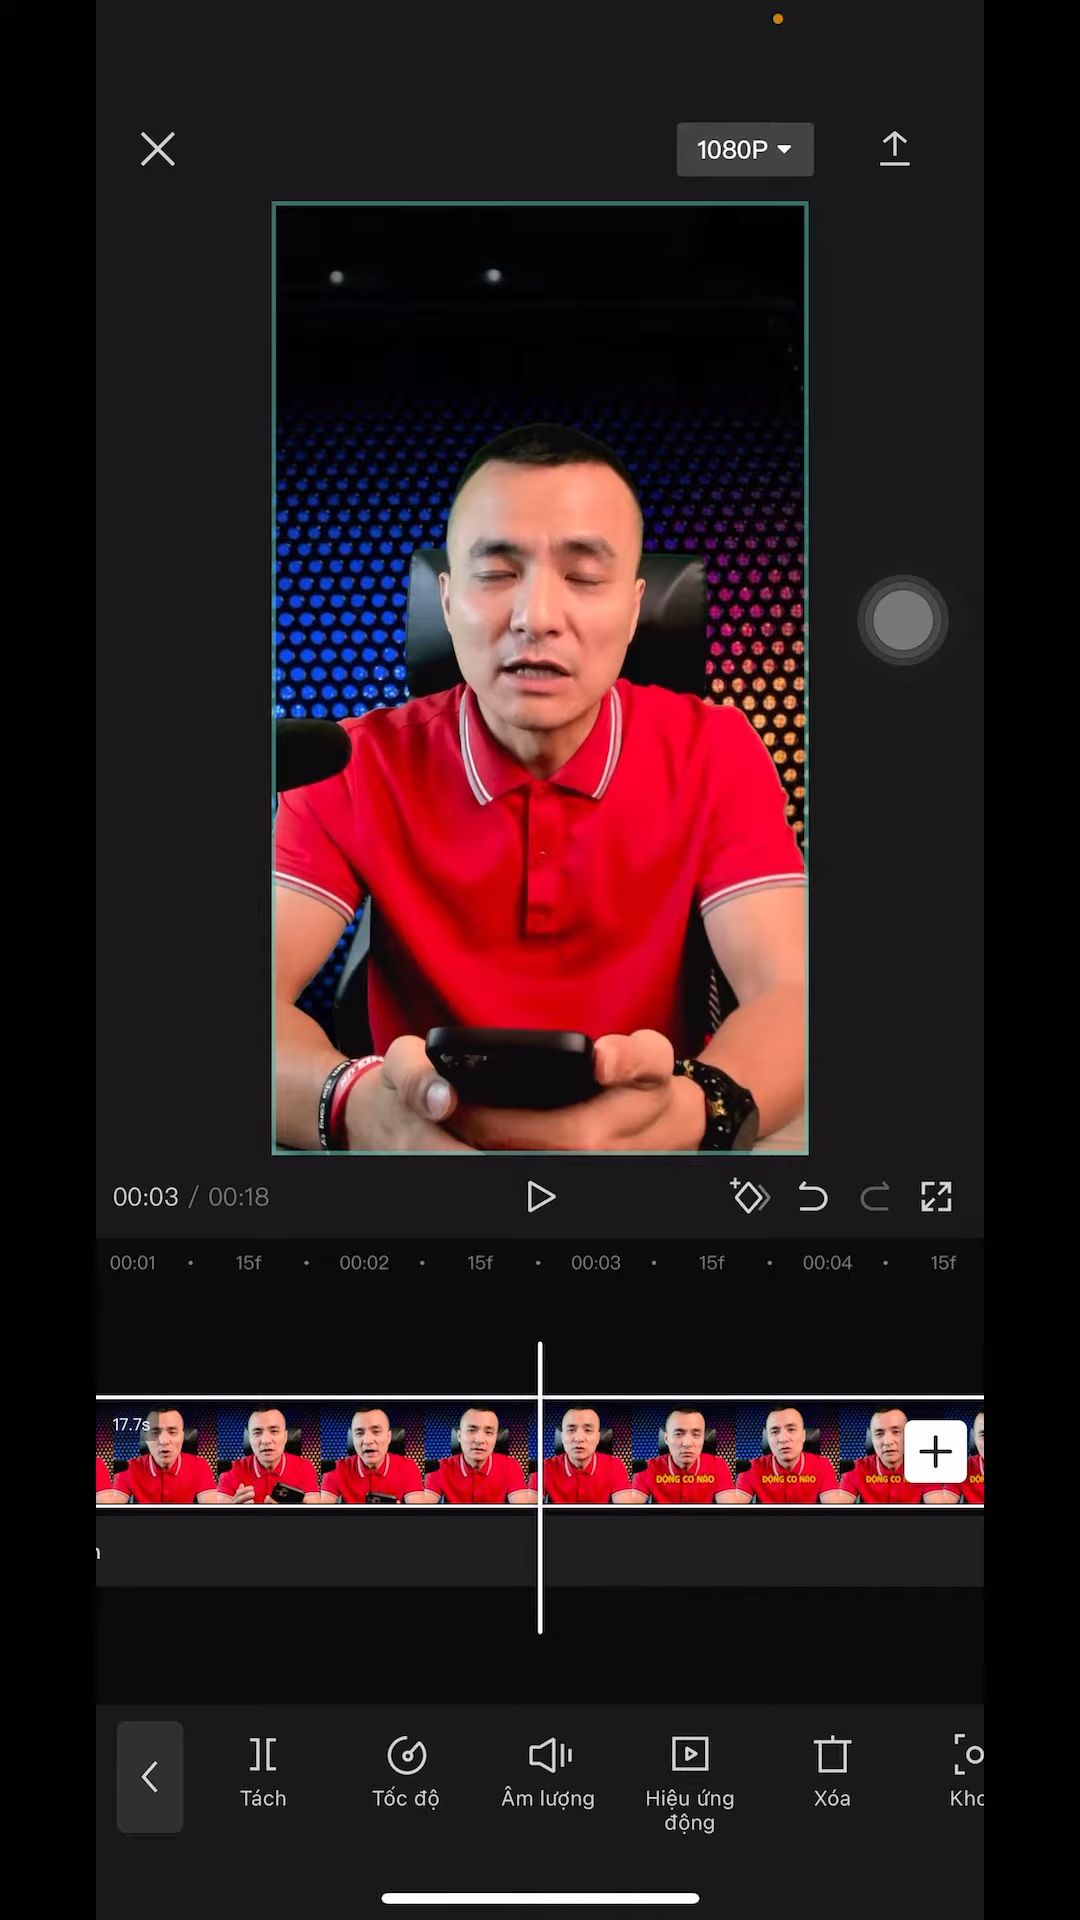 1080P
00:03 / 00:18
00:01 15f 00:02 15f 00:03 15f 00:04 15f
17.7s
ĐỘNG CƠ NÀO ĐỘNG CƠ NÀO
Tách Tốc độ Âm lượng Hiệu ứng động Xóa